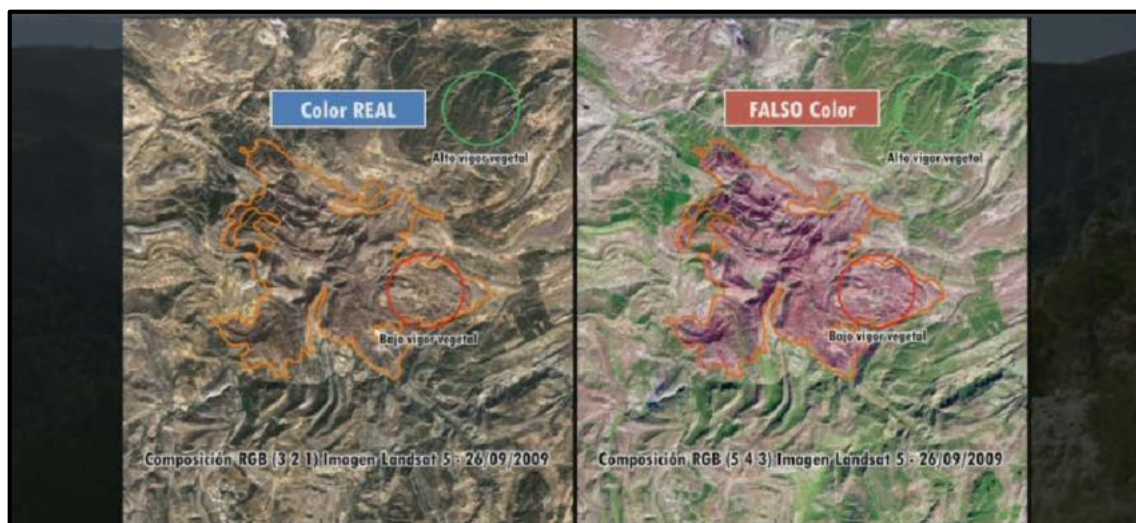 Color REAL
Alto vigor vegetal
Bajo vigor vegetal
Composición RGB (3 2 1) Imagen Landsat 5 - 26/09/2009
FALSO Color
Alto vigor vegetal
Bajo vigor vegetal
Composición RGB (5 4 3) Imagen Landsat 5 - 26/09/2009